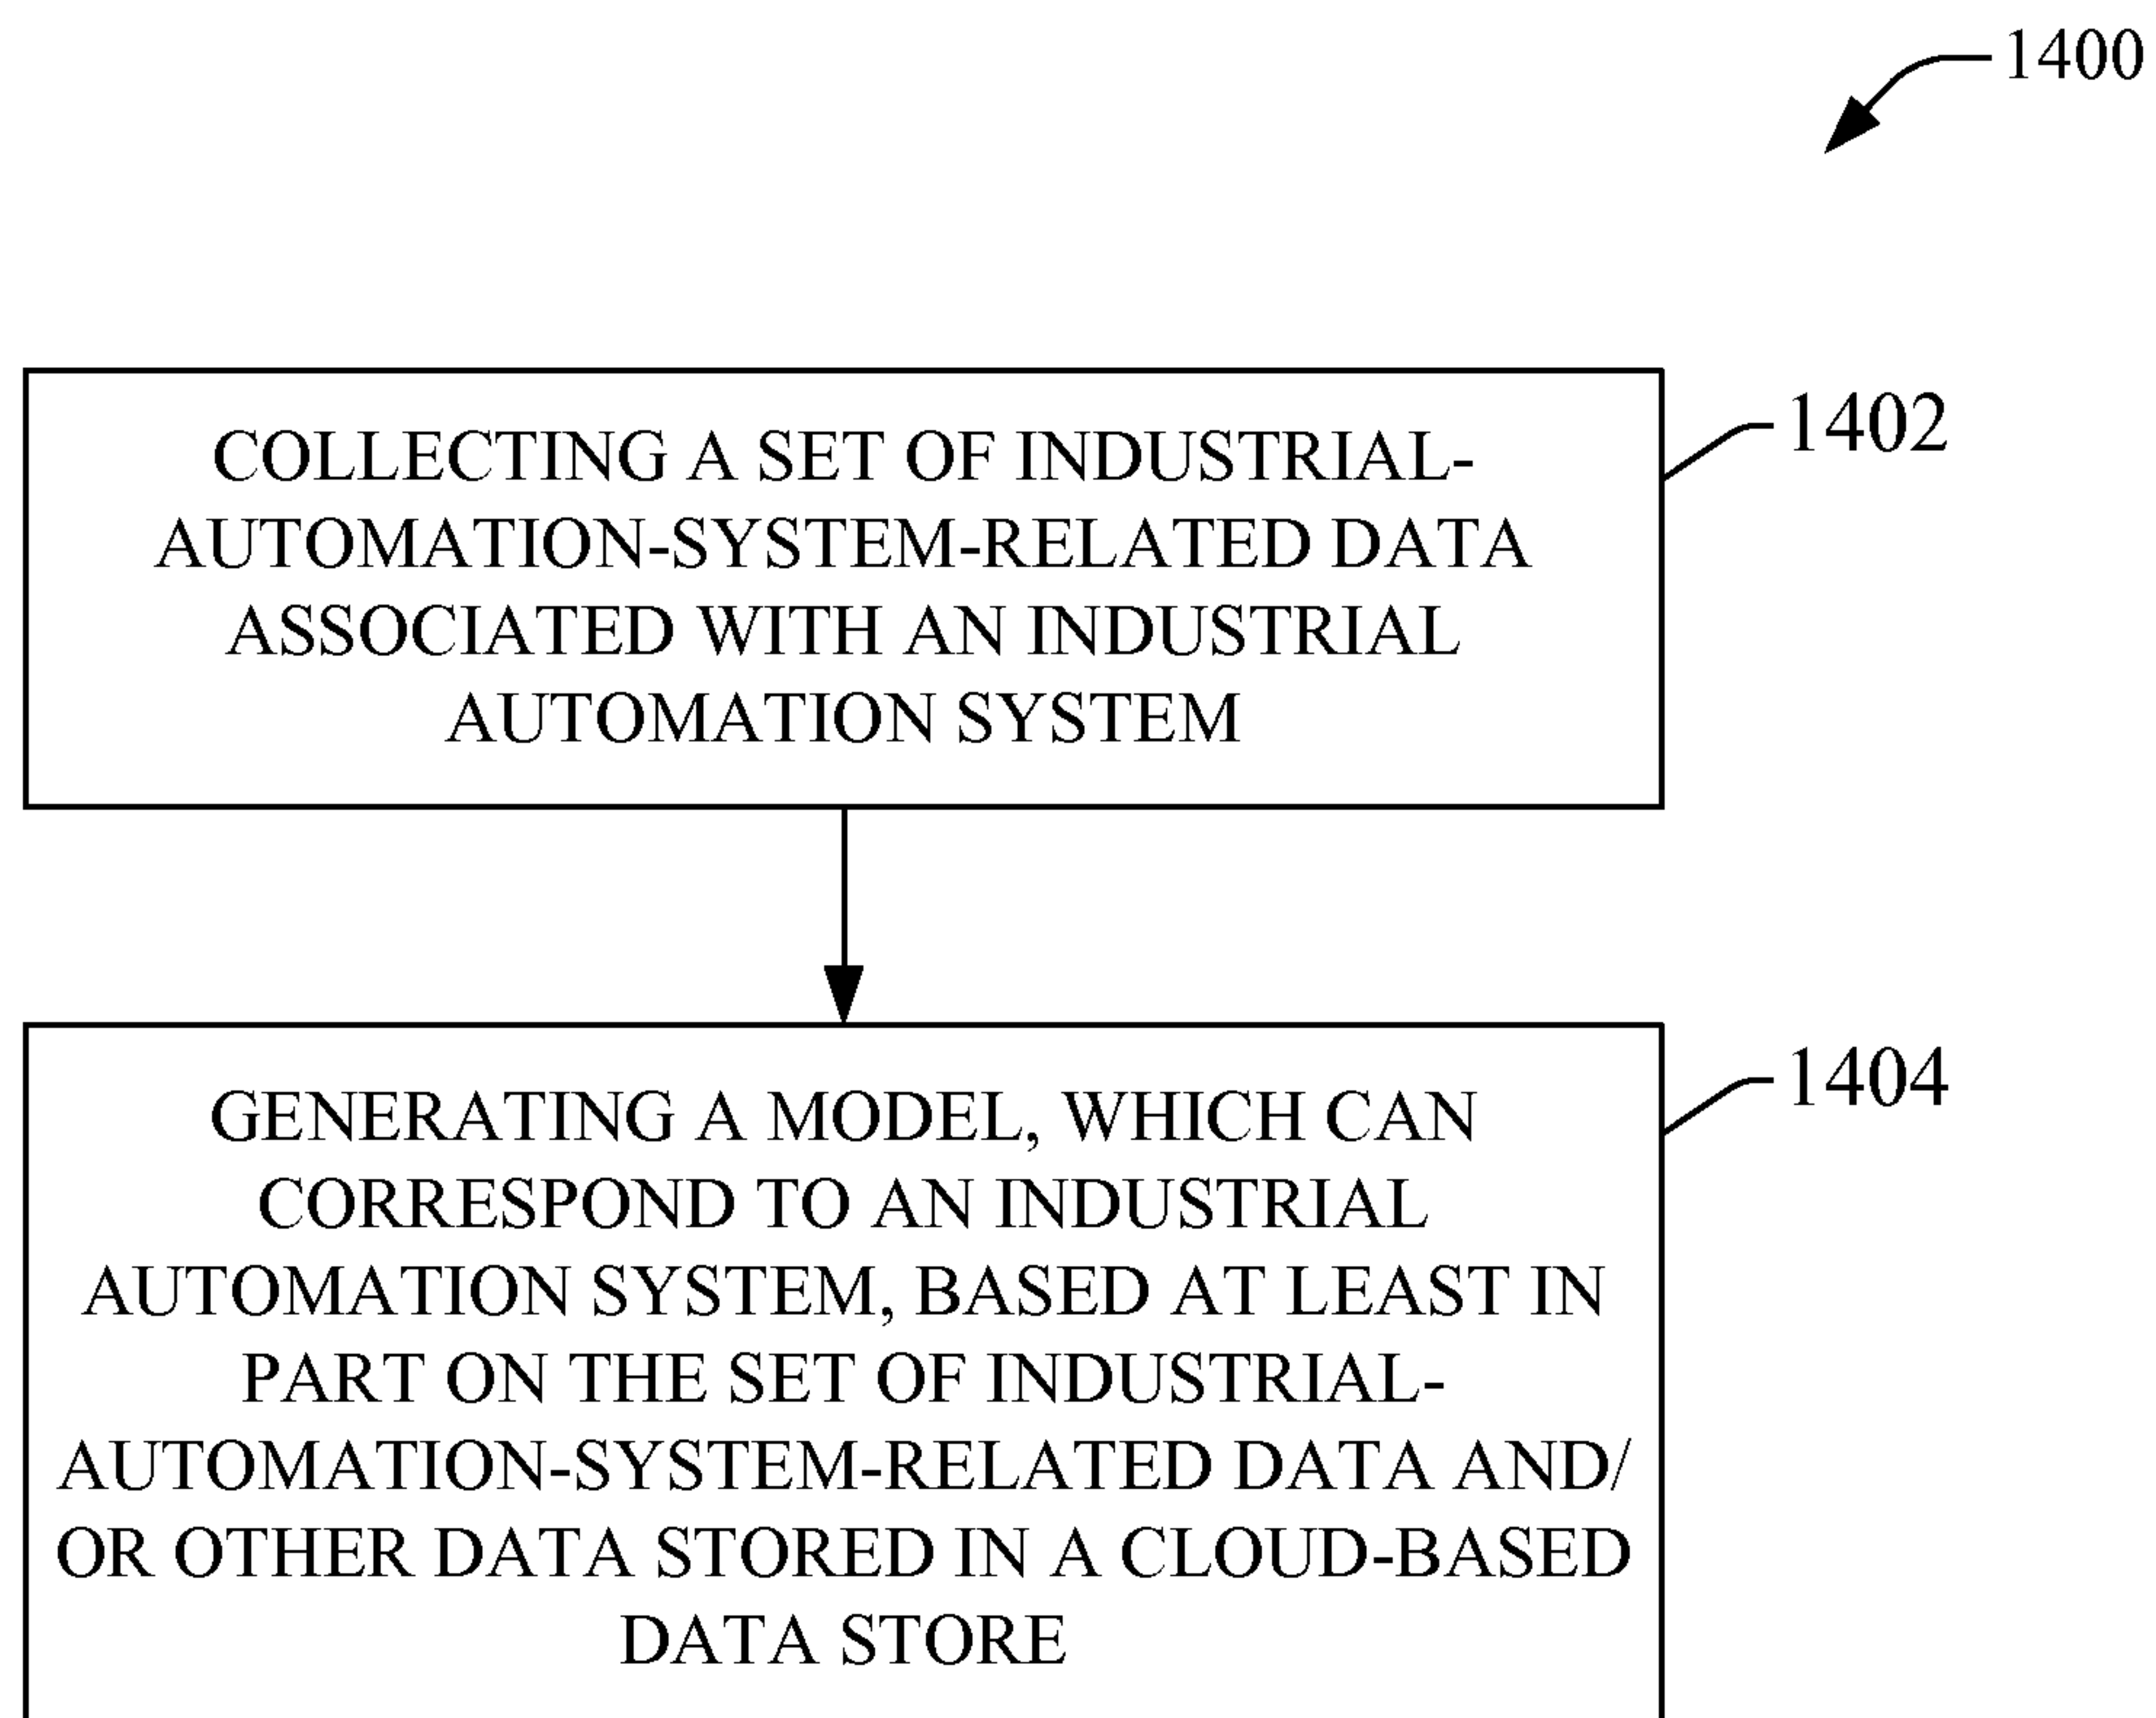 1400
COLLECTING A SET OF INDUSTRIAL-
AUTOMATION-SYSTEM-RELATED DATA
ASSOCIATED WITH AN INDUSTRIAL
AUTOMATION SYSTEM
1402
GENERATING A MODEL, WHICH CAN
CORRESPOND TO AN INDUSTRIAL
AUTOMATION SYSTEM, BASED AT LEAST IN
PART ON THE SET OF INDUSTRIAL-
AUTOMATION-SYSTEM-RELATED DATA AND/
OR OTHER DATA STORED IN A CLOUD-BASED
DATA STORE
1404